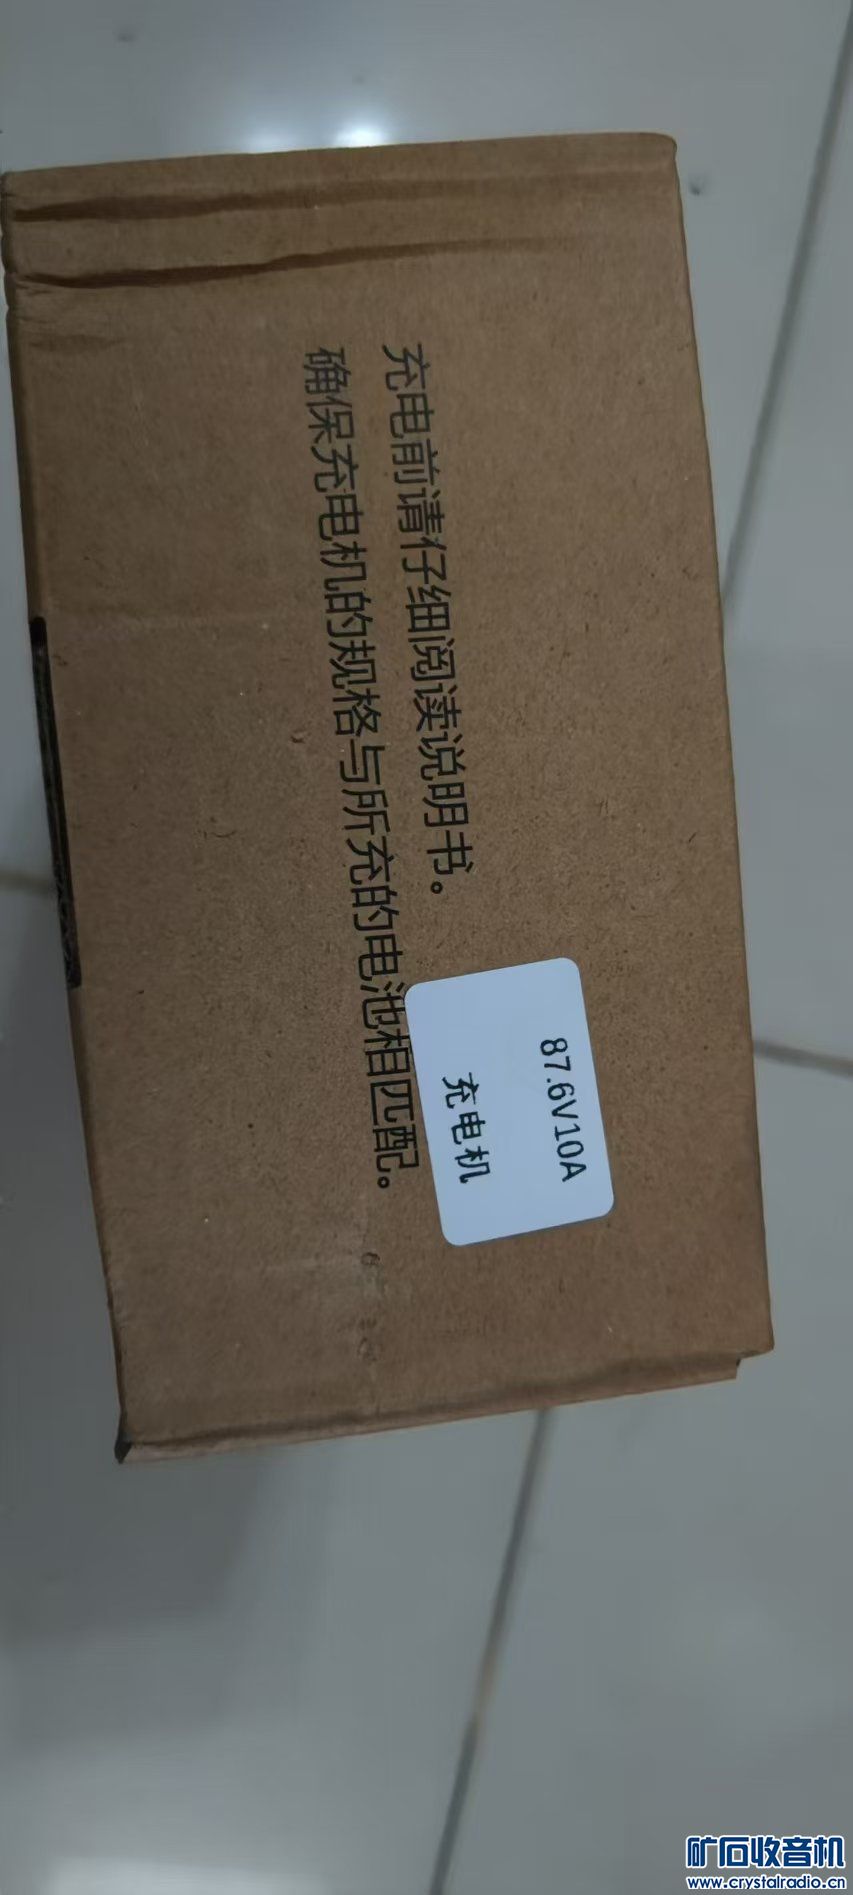 充电前请仔细阅读说明书。
确保充电机的规格与所充的电池相匹配。
87.6V10A
充电机
矿石收音机
www.crystalradio.cn